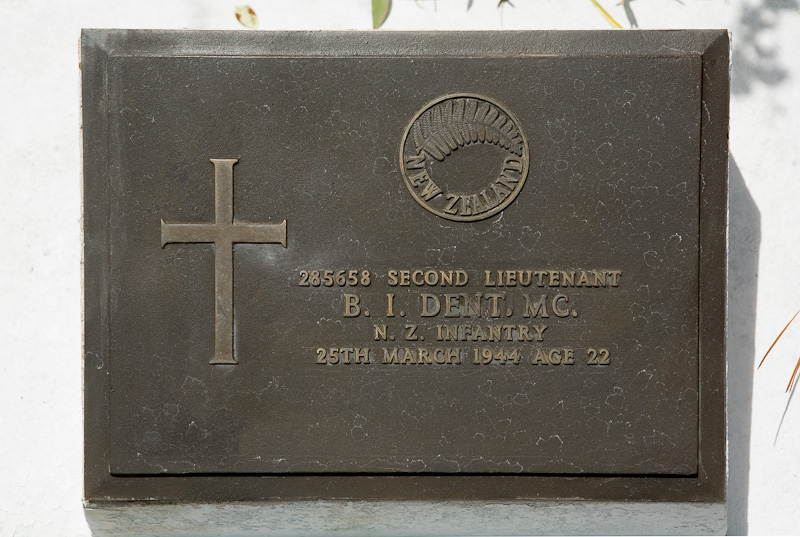 NEW ZEALAND
285658 SECOND LIEUTENANT
B. I. DENT, MC.
N. Z. INFANTRY
25TH MARCH 1944 AGE 22